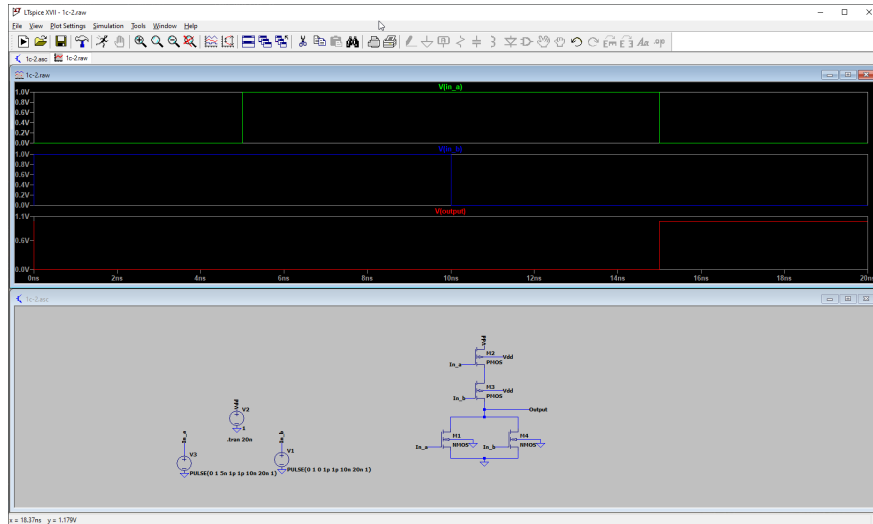 LTspice XVII - 1c-2.raw
File View Plot Settings Simulation Tools Window Help
1c-2.asc 1c-2.raw
1c-2.raw
V(in_a)
1.0V
0.8V
0.6V
0.4V
0.2V
0.0V
V(in_b)
1.0V
0.8V
0.6V
0.4V
0.2V
0.0V
V(output)
1.1V
0.6V
0.0V
0ns 2ns 4ns 6ns 8ns 10ns 12ns 14ns 16ns 18ns 20ns
1c-2.asc
Vdd
M2
Vdd
In_a
PMOS
M3
Vdd
In_b
PMOS
Output
M1
NMOS
In_a
M4
NMOS
In_b
Vdd
V2
1
.tran 20n
In_a
V3
PULSE(0 1 5n 1p 1p 10n 20n 1)
In_b
V1
PULSE(0 1 0 1p 1p 10n 20n 1)
x = 18.37ns y = 1.179V